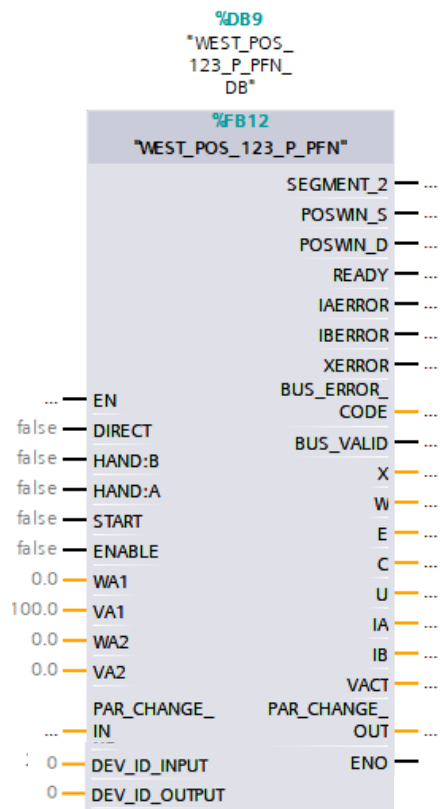 %DB9
"WEST_POS_
123_P_PFN_
DB"
%FB12
"WEST_POS_123_P_PFN"
SEGMENT_2 ...
POSWIN_S ...
POSWIN_D ...
READY ...
IAERROR ...
IBERROR ...
XERROR ...
BUS_ERROR_
... EN CODE ...
false DIRECT
BUS_VALID ...
false HAND:B X ...
false HAND:A W ...
false START E ...
false ENABLE C ...
0.0 WA1 U ...
100.0 VA1 IA ...
0.0 WA2 IB ...
0.0 VA2 VACT ...
PAR_CHANGE_ PAR_CHANGE_
... IN OUT ...
0 DEV_ID_INPUT ENO
0 DEV_ID_OUTPUT